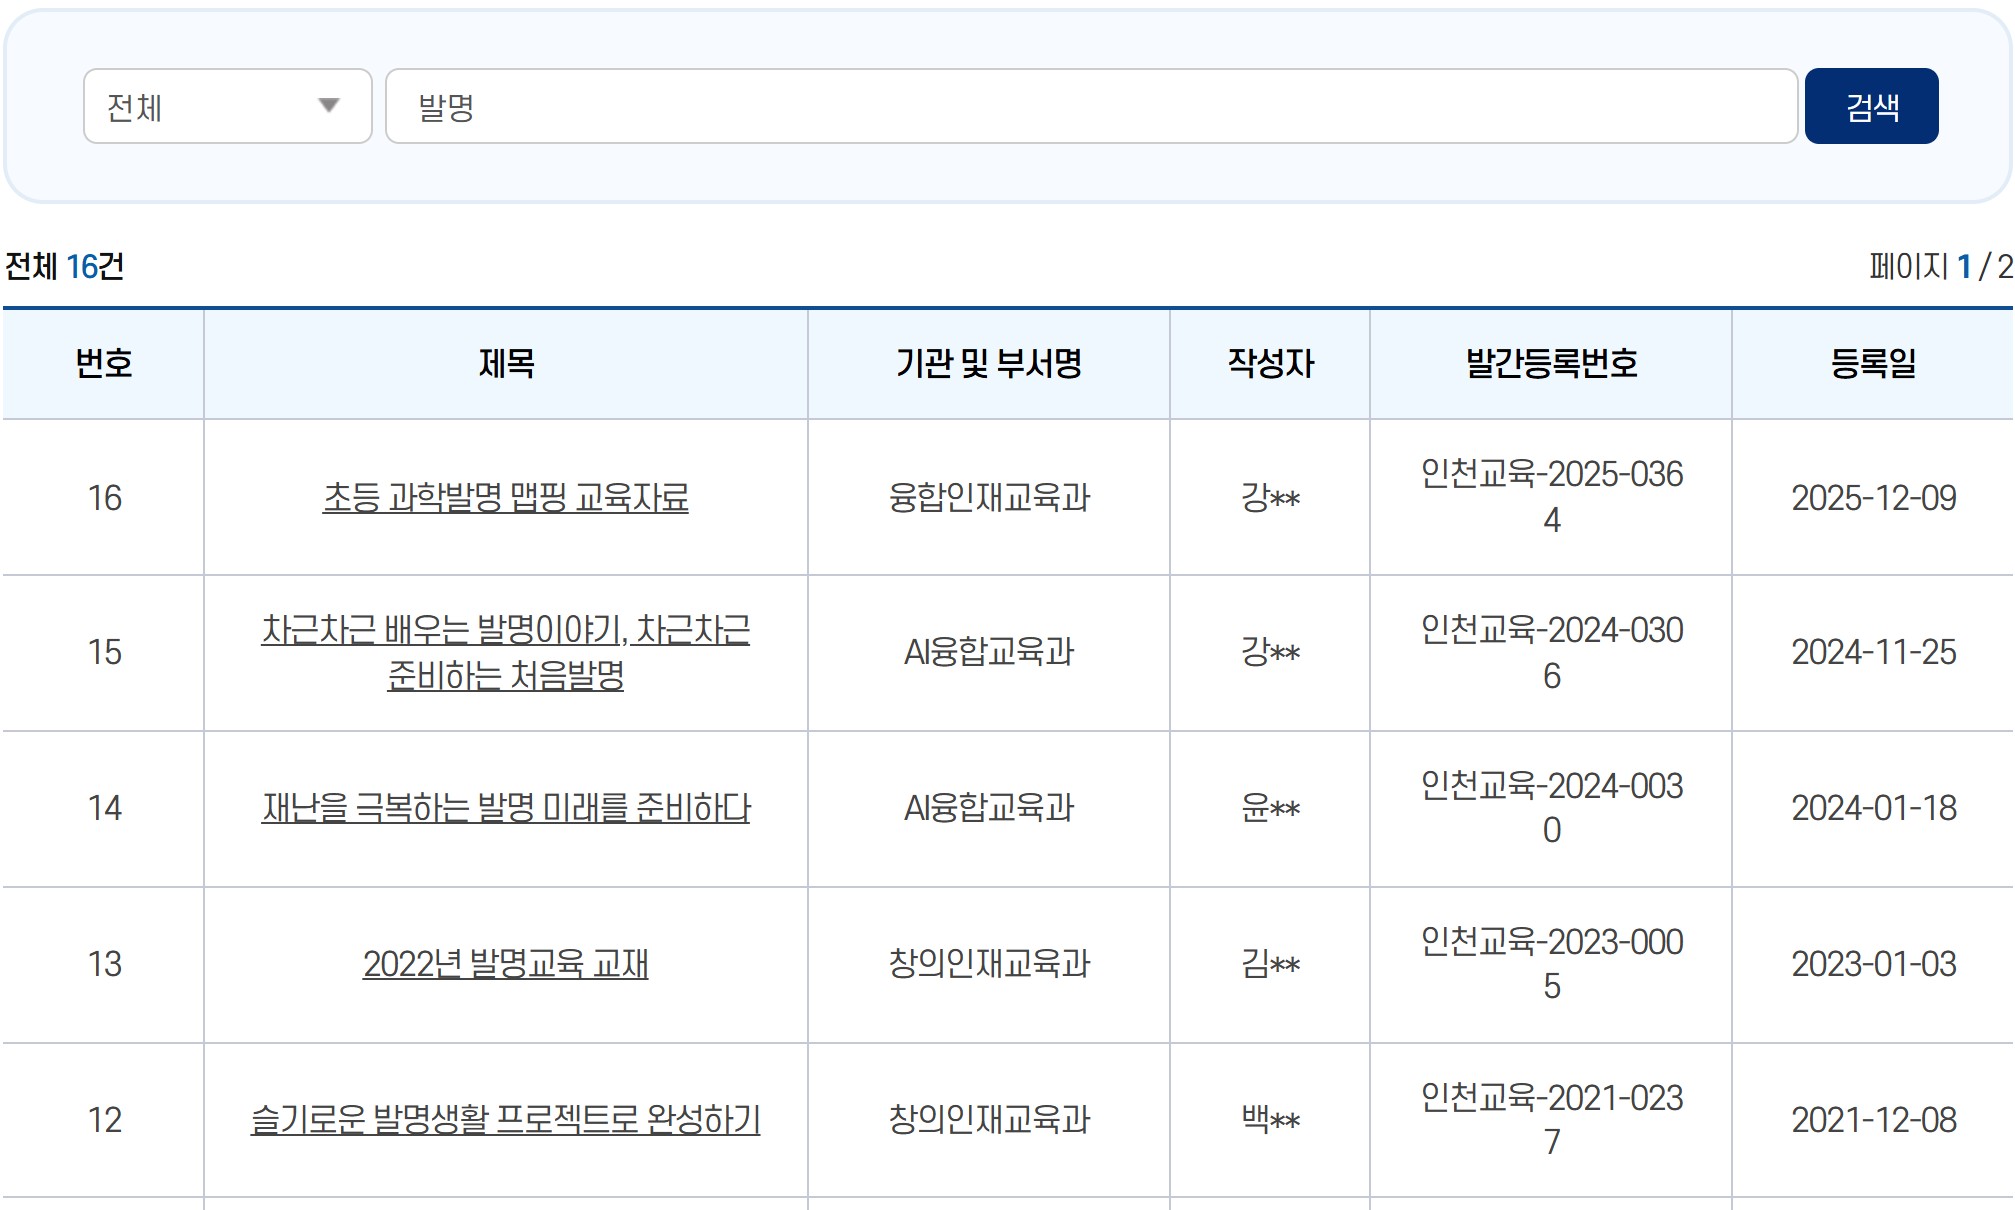 전체
발명
검색
전체 16건
페이지 1 / 2
번호 제목 기관 및 부서명 작성자 발간등록번호 등록일
16 초등 과학발명 맵핑 교육자료 융합인재교육과 강** 인천교육-2025-036
4 2025-12-09
15 차근차근 배우는 발명이야기, 차근차근
준비하는 처음발명 AI융합교육과 강** 인천교육-2024-030
6 2024-11-25
14 재난을 극복하는 발명 미래를 준비하다 AI융합교육과 윤** 인천교육-2024-003
0 2024-01-18
13 2022년 발명교육 교재 창의인재교육과 김** 인천교육-2023-000
5 2023-01-03
12 슬기로운 발명생활 프로젝트로 완성하기 창의인재교육과 백** 인천교육-2021-023
7 2021-12-08